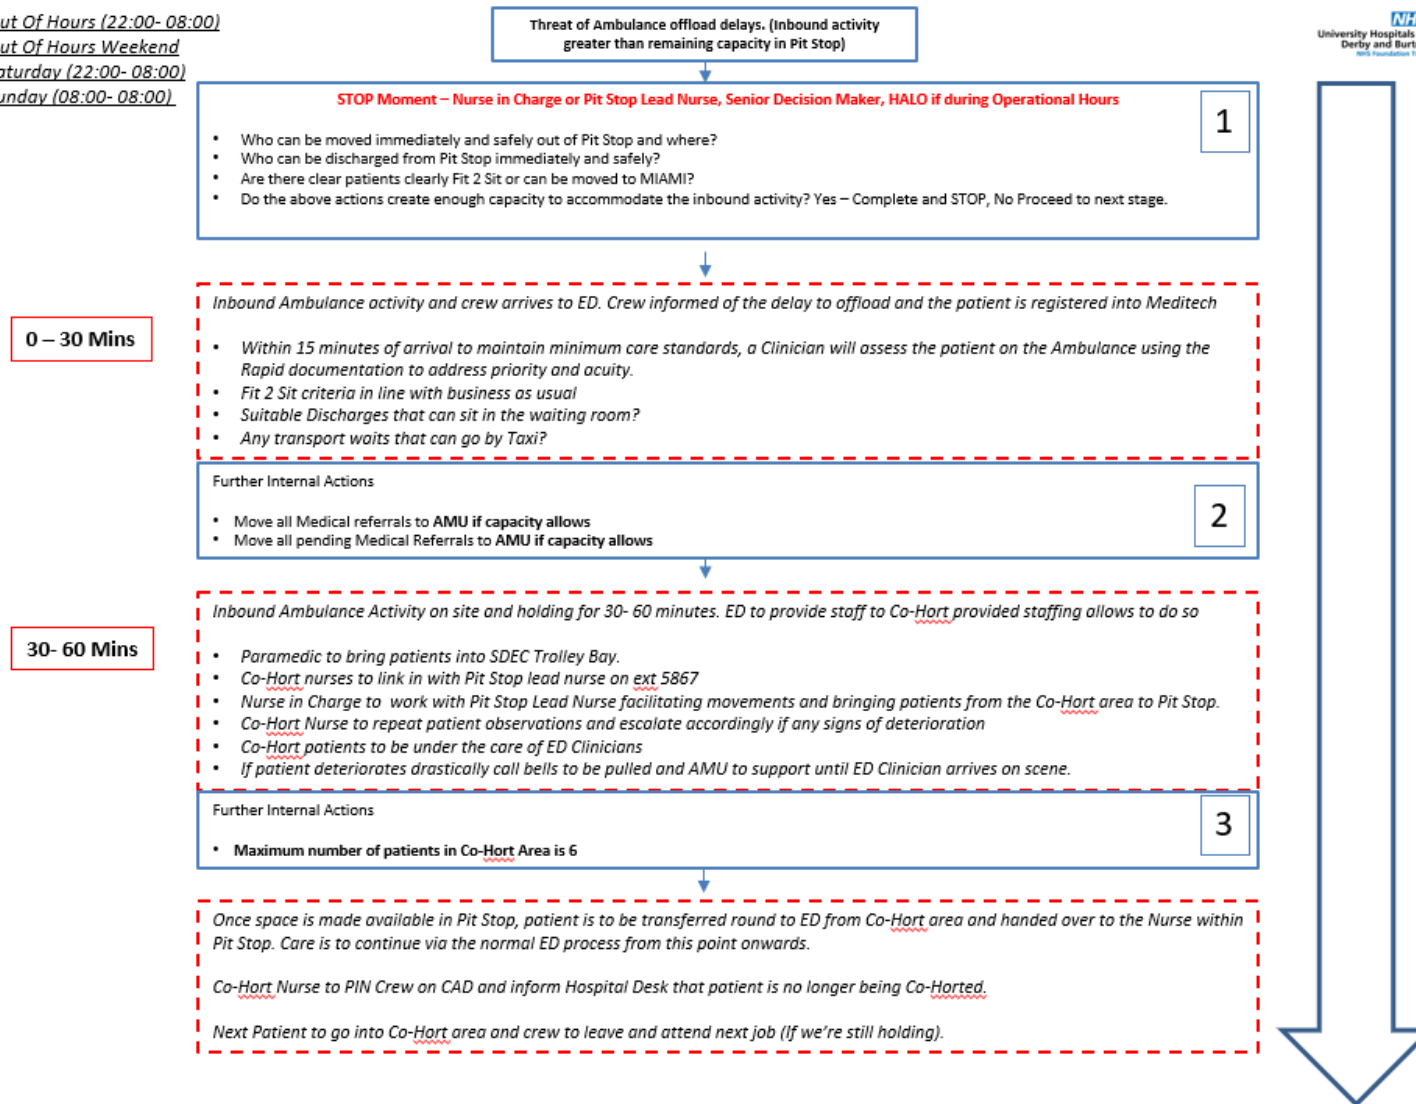 ut Of Hours (22:00- 08:00)
ut Of Hours Weekend
aturday (22:00- 08:00)
unday (08:00- 08:00)
Threat of Ambulance offload delays. (Inbound activity
greater than remaining capacity in Pit Stop)
NH
University Hospitals
Derby and Burt
NHS Foundation T
STOP Moment – Nurse in Charge or Pit Stop Lead Nurse, Senior Decision Maker, HALO if during Operational Hours
1
• Who can be moved immediately and safely out of Pit Stop and where?
• Who can be discharged from Pit Stop immediately and safely?
• Are there clear patients clearly Fit 2 Sit or can be moved to MIAMI?
• Do the above actions create enough capacity to accommodate the inbound activity? Yes – Complete and STOP, No Proceed to next stage.
0 – 30 Mins
Inbound Ambulance activity and crew arrives to ED. Crew informed of the delay to offload and the patient is registered into Meditech
• Within 15 minutes of arrival to maintain minimum care standards, a Clinician will assess the patient on the Ambulance using the
Rapid documentation to address priority and acuity.
• Fit 2 Sit criteria in line with business as usual
• Suitable Discharges that can sit in the waiting room?
• Any transport waits that can go by Taxi?
Further Internal Actions
2
• Move all Medical referrals to AMU if capacity allows
• Move all pending Medical Referrals to AMU if capacity allows
30- 60 Mins
Inbound Ambulance Activity on site and holding for 30- 60 minutes. ED to provide staff to Co-Hort provided staffing allows to do so
• Paramedic to bring patients into SDEC Trolley Bay.
• Co-Hort nurses to link in with Pit Stop lead nurse on ext 5867
• Nurse in Charge to work with Pit Stop Lead Nurse facilitating movements and bringing patients from the Co-Hort area to Pit Stop.
• Co-Hort Nurse to repeat patient observations and escalate accordingly if any signs of deterioration
• Co-Hort patients to be under the care of ED Clinicians
• If patient deteriorates drastically call bells to be pulled and AMU to support until ED Clinician arrives on scene.
Further Internal Actions
3
• Maximum number of patients in Co-Hort Area is 6
Once space is made available in Pit Stop, patient is to be transferred round to ED from Co-Hort area and handed over to the Nurse within
Pit Stop. Care is to continue via the normal ED process from this point onwards.
Co-Hort Nurse to PIN Crew on CAD and inform Hospital Desk that patient is no longer being Co-Horted.
Next Patient to go into Co-Hort area and crew to leave and attend next job (If we're still holding).